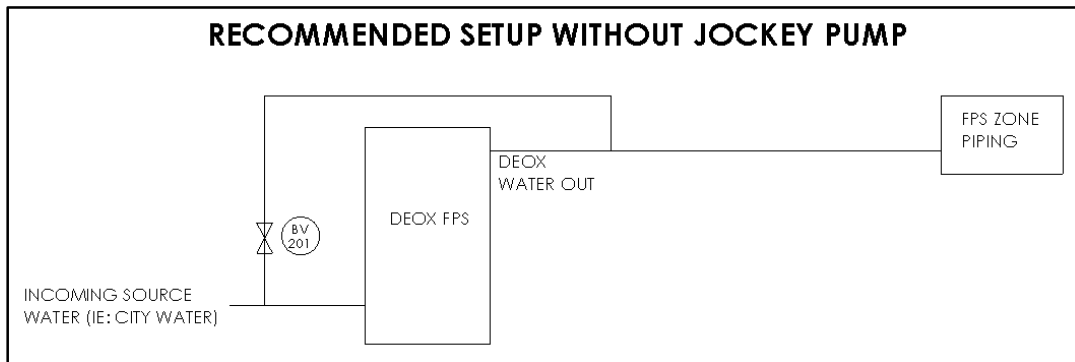 RECOMMENDED SETUP WITHOUT JOCKEY PUMP
FPS ZONE
PIPING
DEOX
WATER OUT
DEOX FPS
BV
201
INCOMING SOURCE
WATER (IE: CITY WATER)